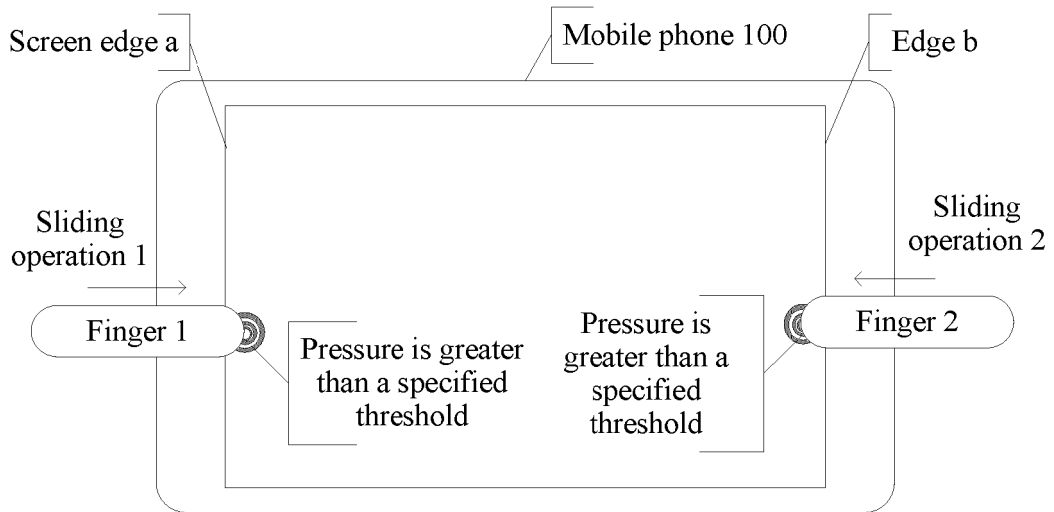 Screen edge a
Mobile phone 100
Edge b
Sliding
operation 1
Sliding
operation 2
Finger 1
Finger 2
Pressure is greater
than a specified
threshold
Pressure is
greater than a
specified
threshold